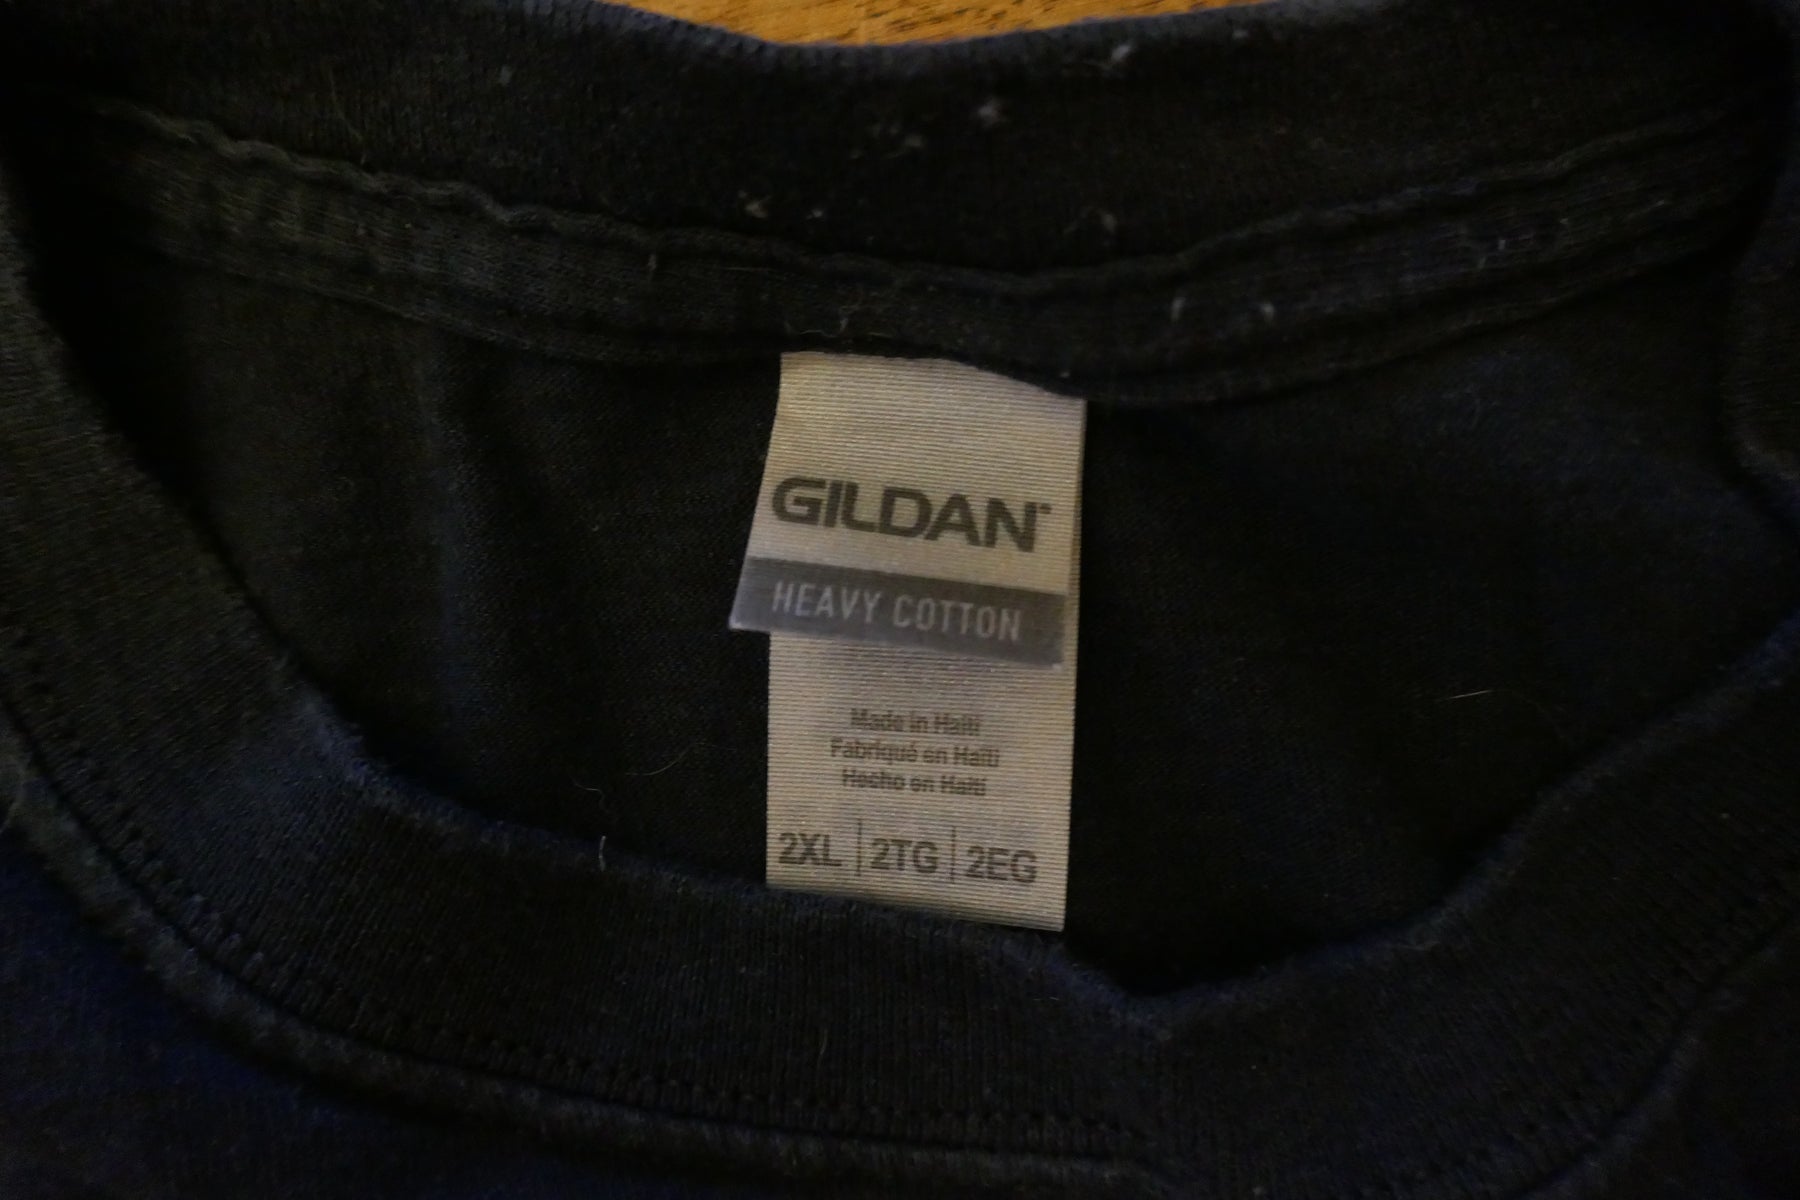 GILDAN
HEAVY COTTON
Made in Haiti
Fabriqué en Haïti
Hecho en Haití
2XL | 2TG | 2EG